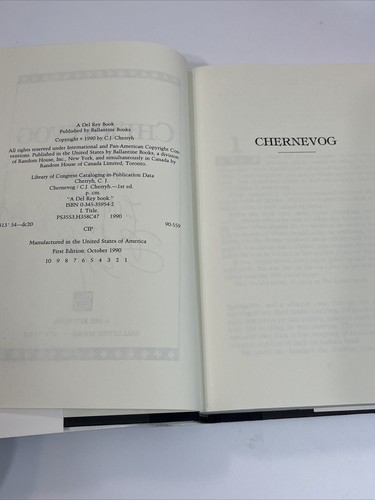 A Del Rey Book
Published by Ballantine Books
Copyright © 1990 by C.J. Cherryh
All rights reserved under International and Pan-American Copyright Con-
ventions. Published in the United States by Ballantine Books, a division
of Random House, Inc., New York, and simultaneously in Canada by
Random House of Canada Limited, Toronto.
Library of Congress Cataloging-in-Publication Data
Cherryh, C. J.
Chernevog / C.J. Cherryh.—1st ed.
p. cm.
"A Del Rey book."
ISBN 0-345-35954-2
I. Title.
PS3553.H358C47 1990
813'.54—dc20 90-559
CIP
Manufactured in the United States of America
First Edition: October 1990
10 9 8 7 6 5 4 3 2 1
CHERNEVOG